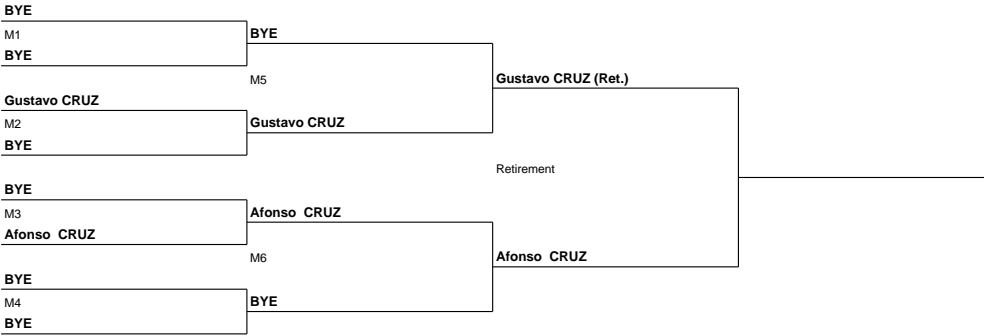 BYE
M1
BYE
BYE
M5
Gustavo CRUZ (Ret.)
Gustavo CRUZ
M2
Gustavo CRUZ
BYE
Retirement
BYE
M3
Afonso  CRUZ
Afonso  CRUZ
M6
Afonso  CRUZ
BYE
M4
BYE
BYE